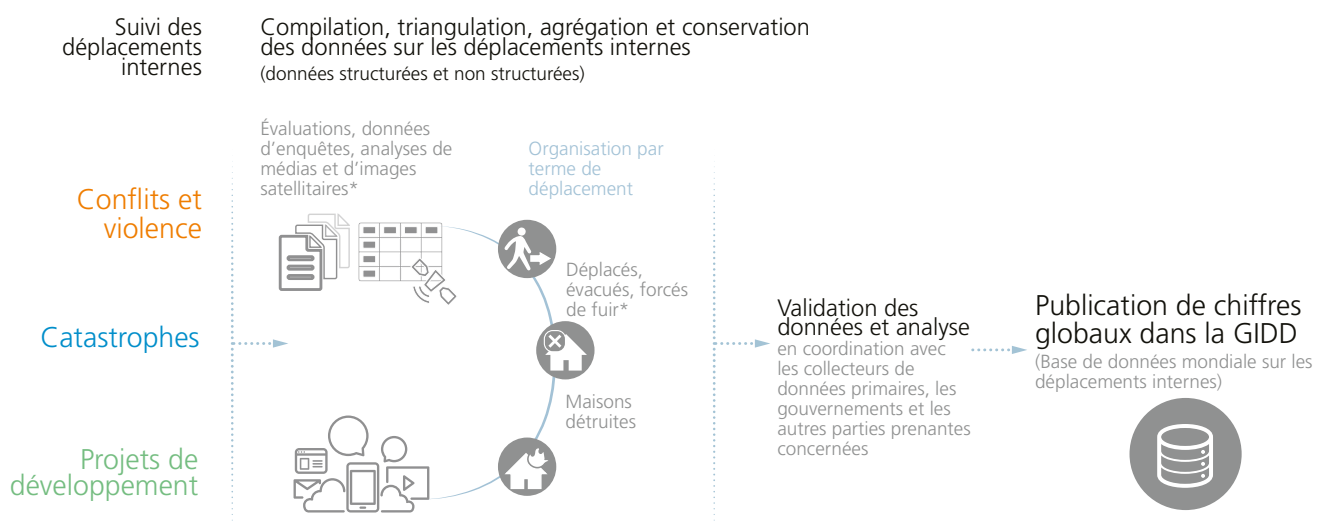 Suivi des
déplacements
internes
Compilation, triangulation, agrégation et conservation
des données sur les déplacements internes
(données structurées et non structurées)
Conflits et
violence
Catastrophes
Projets de
développement
Évaluations, données
d'enquêtes, analyses de
médias et d'images
satellitaires*
Organisation par
terme de
déplacement
Déplacés,
évacués, forcés
de fuir*
Maisons
détruites
Validation des
données et analyse
en coordination avec
les collecteurs de
données primaires, les
gouvernements et les
autres parties prenantes
concernées
Publication de chiffres
globaux dans la GIDD
(Base de données mondiale sur les
déplacements internes)